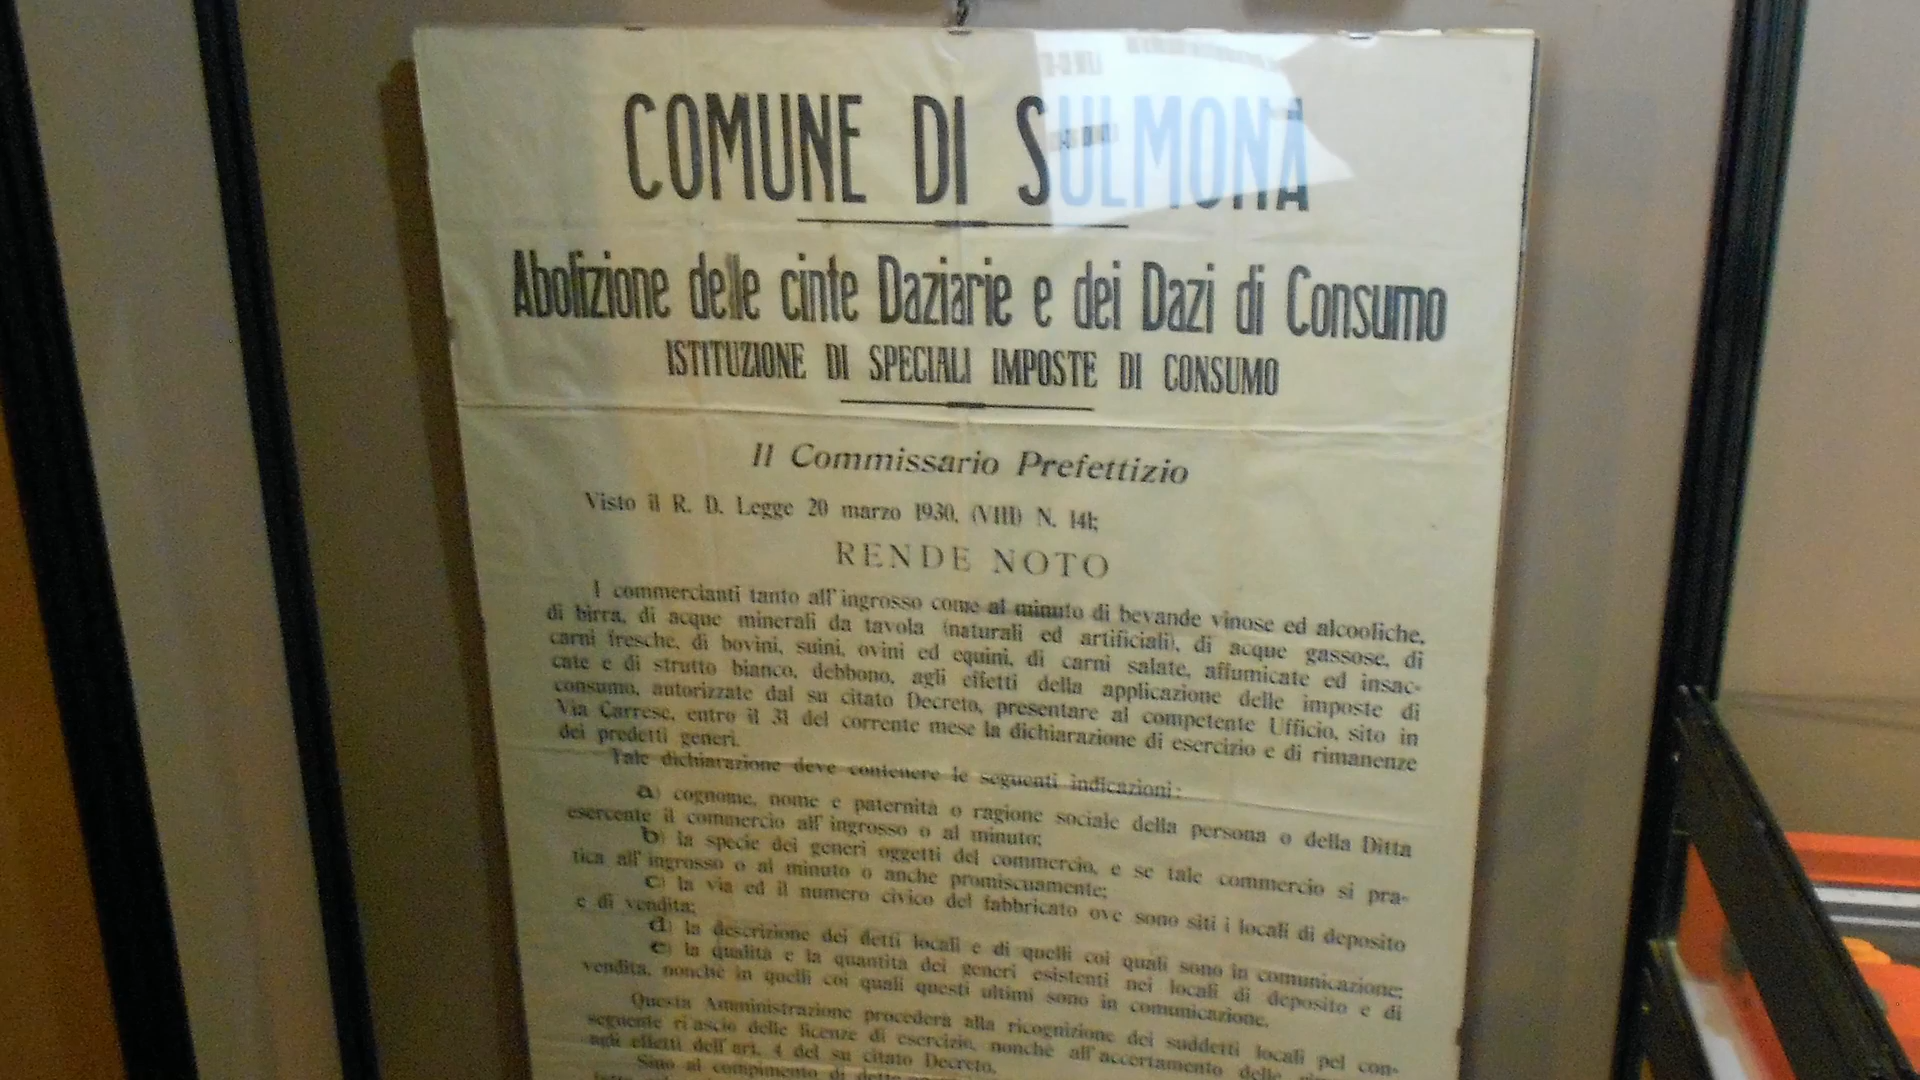 COMUNE DI SULMONA
Abolizione delle cinte Daziarie e dei Dazi di Consumo
ISTITUZIONE DI SPECIALI IMPOSTE DI CONSUMO
Il Commissario Prefettizio
Visto il R. D. Legge 20 marzo 1930, (VIII) N. 141;
RENDE NOTO
I commercianti tanto all'ingrosso come al minuto di bevande vinose ed alcooliche,
di birra, di acque minerali da tavola (naturali ed artificiali), di acque gassose, di
carni fresche, di bovini, suini, ovini ed equini, di carni salate, affumicate ed insac-
cate e di strutto bianco, debbono, agli effetti della applicazione delle imposte di
consumo, autorizzate dal su citato Decreto, presentare al competente Ufficio, sito in
Via Carrese, entro il 31 del corrente mese la dichiarazione di esercizio e di rimanenze
dei predetti generi.
Tale dichiarazione deve contenere le seguenti indicazioni:
a) cognome, nome e paternità o ragione sociale della persona o della Ditta
esercente il commercio all'ingrosso o al minuto;
b) la specie dei generi oggetti del commercio, e se tale commercio si pra-
tica all'ingrosso o al minuto o anche promiscuamente;
c) la via ed il numero civico del fabbricato ove sono siti i locali di deposito
e di vendita;
d) la descrizione dei detti locali e di quelli coi quali sono in comunicazione;
e) la qualità e la quantità dei generi esistenti nei locali di deposito e di
vendita, nonchè in quelli coi quali questi ultimi sono in comunicazione.
Questa Amministrazione procederà alla ricognizione dei suddetti locali pel con-
seguente ri ascio delle licenze di esercizio, nonchè all'accertamento delle
agli effetti dell'art. 4 del su citato Decreto.
Sino al compimento di dette